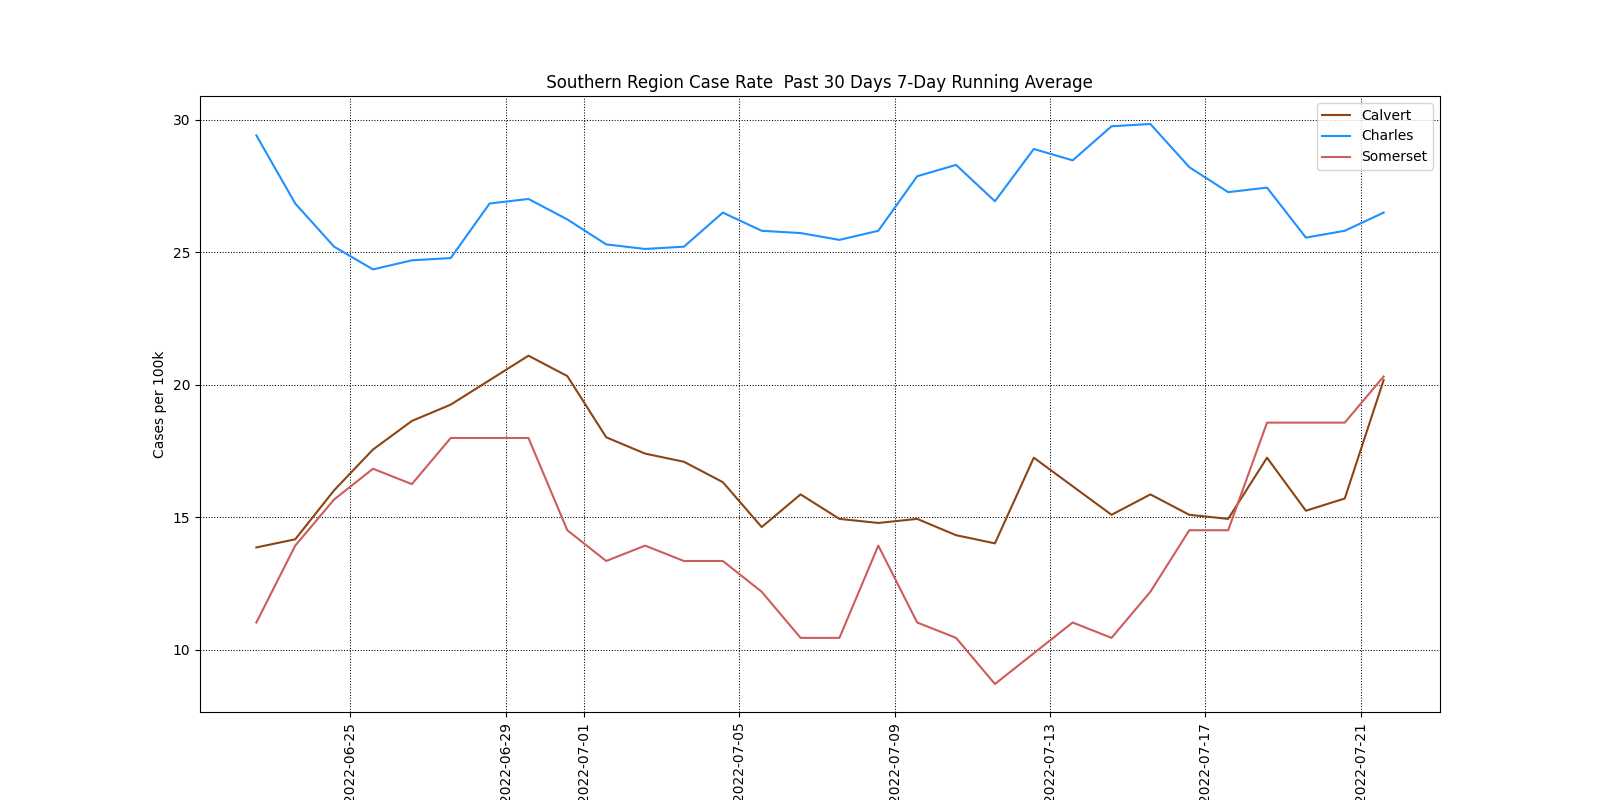 Southern Region Case Rate  Past 30 Days 7-Day Running Average
Calvert
Charles
Somerset
Cases per 100k
30
25
20
15
10
2022-06-25
2022-06-29
2022-07-01
2022-07-05
2022-07-09
2022-07-13
2022-07-17
2022-07-21